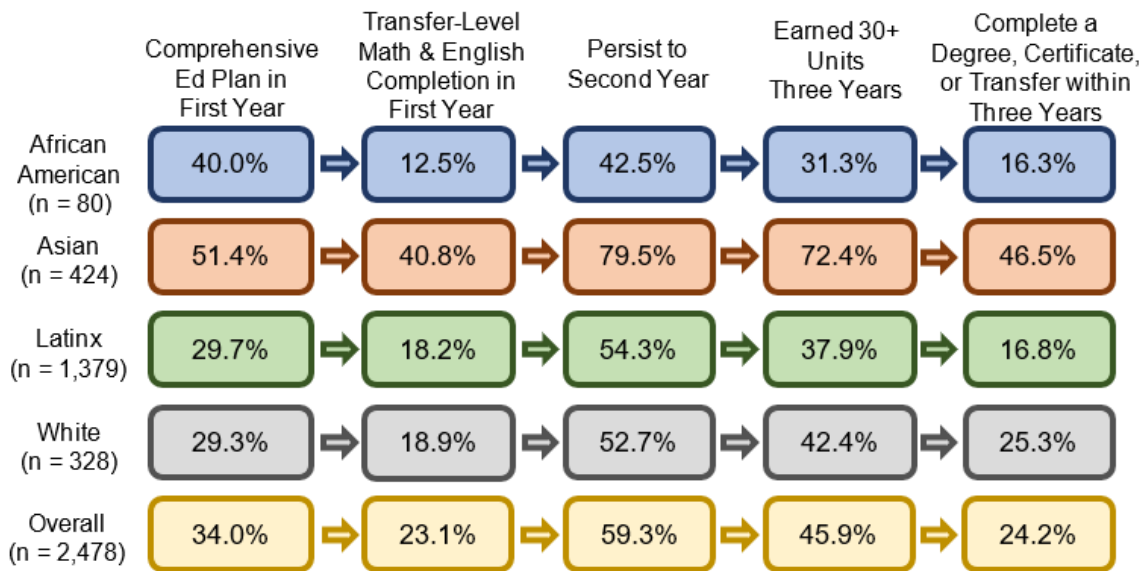 Comprehensive
Ed Plan in
First Year
Transfer-Level
Math & English
Completion in
First Year
Persist to
Second Year
Earned 30+
Units
Three Years
Complete a
Degree, Certificate,
or Transfer within
Three Years
African
American
(n = 80)
40.0%
12.5%
42.5%
31.3%
16.3%
Asian
(n = 424)
51.4%
40.8%
79.5%
72.4%
46.5%
Latinx
(n = 1,379)
29.7%
18.2%
54.3%
37.9%
16.8%
White
(n = 328)
29.3%
18.9%
52.7%
42.4%
25.3%
Overall
(n = 2,478)
34.0%
23.1%
59.3%
45.9%
24.2%